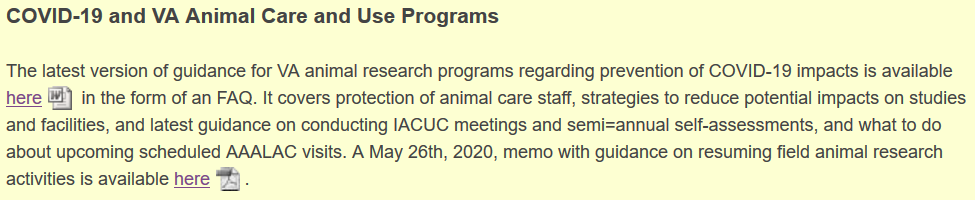 COVID-19 and VA Animal Care and Use Programs
The latest version of guidance for VA animal research programs regarding prevention of COVID-19 impacts is available
here in the form of an FAQ. It covers protection of animal care staff, strategies to reduce potential impacts on studies
and facilities, and latest guidance on conducting IACUC meetings and semi=annual self-assessments, and what to do
about upcoming scheduled AAALAC visits. A May 26th, 2020, memo with guidance on resuming field animal research
activities is available here .